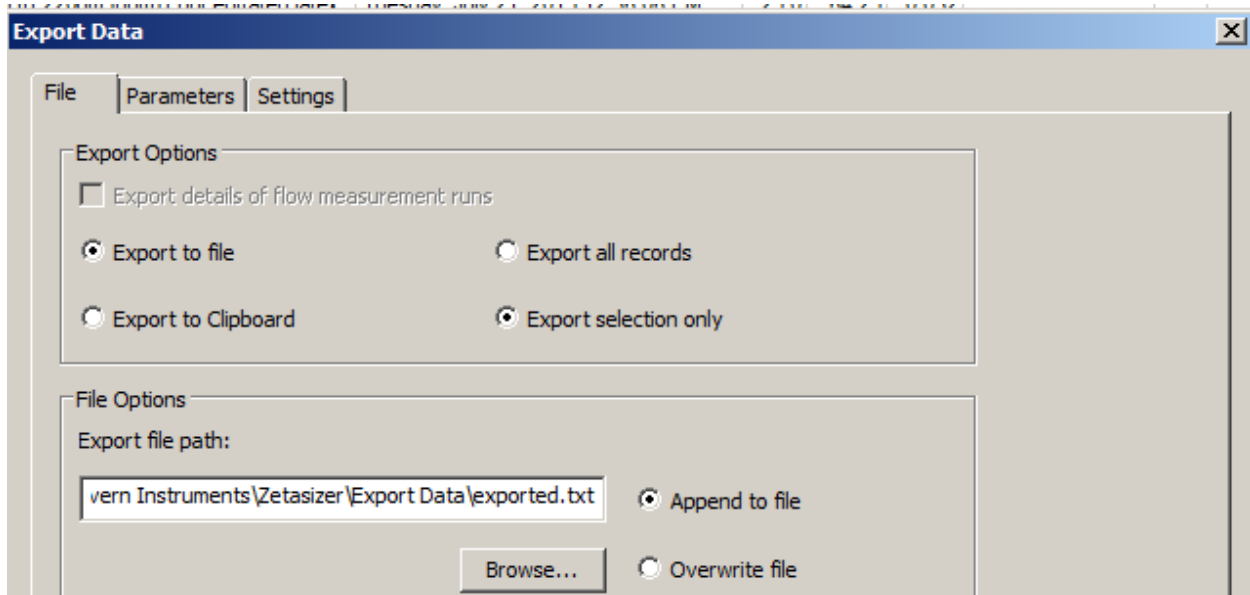 Export Data
File Parameters Settings
Export Options
Export details of flow measurement runs
Export to file Export all records
Export to Clipboard Export selection only
File Options
Export file path:
vern Instruments\Zetasizer\Export Data\exported.txt Append to file
Browse... Overwrite file